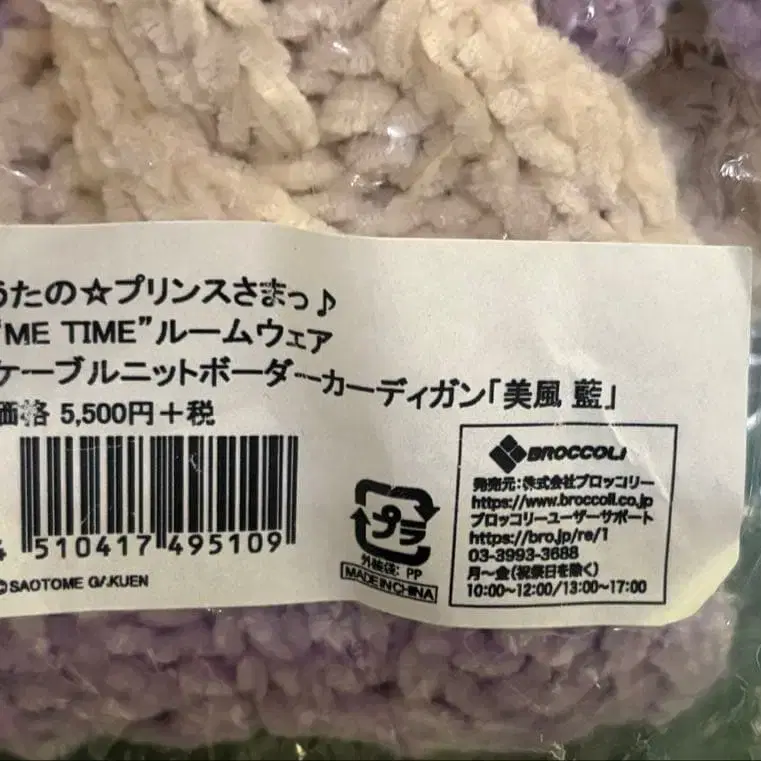 うたの☆プリンスさまっ♪
"ME TIME"ルームウェア
ケーブルニットボーダーカーディガン「美風 藍」
価格 5,500円+税
4 510417 495109
©SAOTOME GAKUEN
プラ
外装袋: PP
MADE IN CHINA
BROCCOLI
発売元:株式会社ブロッコリー
https://www.broccoli.co.jp
ブロッコリーユーザーサポート
https://bro.jp/re/1
03-3993-3688
月~金(祝祭日を除く)
10:00~12:00/13:00~17:00